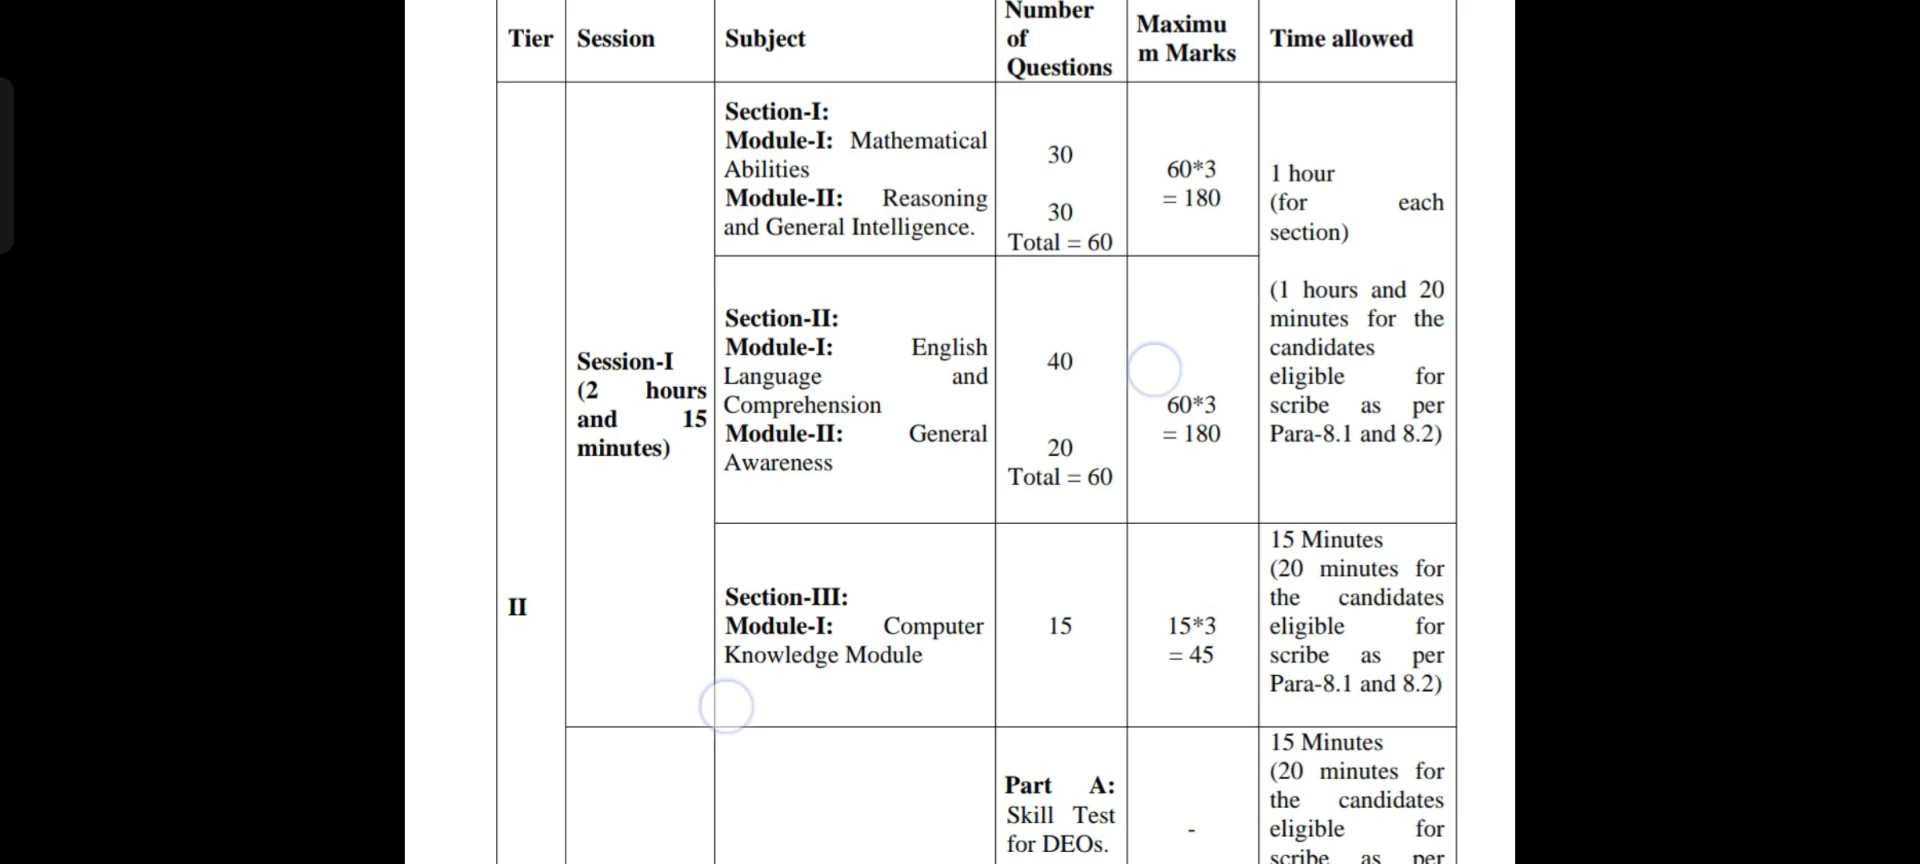 Tier
Session
Subject
Number
of
Questions
Maximu
m Marks
Time allowed
II
Session-I
(2 hours
and 15
minutes)
Section-I:
Module-I: Mathematical
Abilities
Module-II: Reasoning
and General Intelligence.
30
30
Total = 60
60*3
= 180
1 hour
(for each
section)
(1 hours and 20
minutes for the
candidates
eligible for
scribe as per
Para-8.1 and 8.2)
Section-II:
Module-I: English
Language and
Comprehension
Module-II: General
Awareness
40
20
Total = 60
60*3
= 180
Section-III:
Module-I: Computer
Knowledge Module
15
15*3
= 45
15 Minutes
(20 minutes for
the candidates
eligible for
scribe as per
Para-8.1 and 8.2)
Part A:
Skill Test
for DEOs.
-
15 Minutes
(20 minutes for
the candidates
eligible for
scribe as per